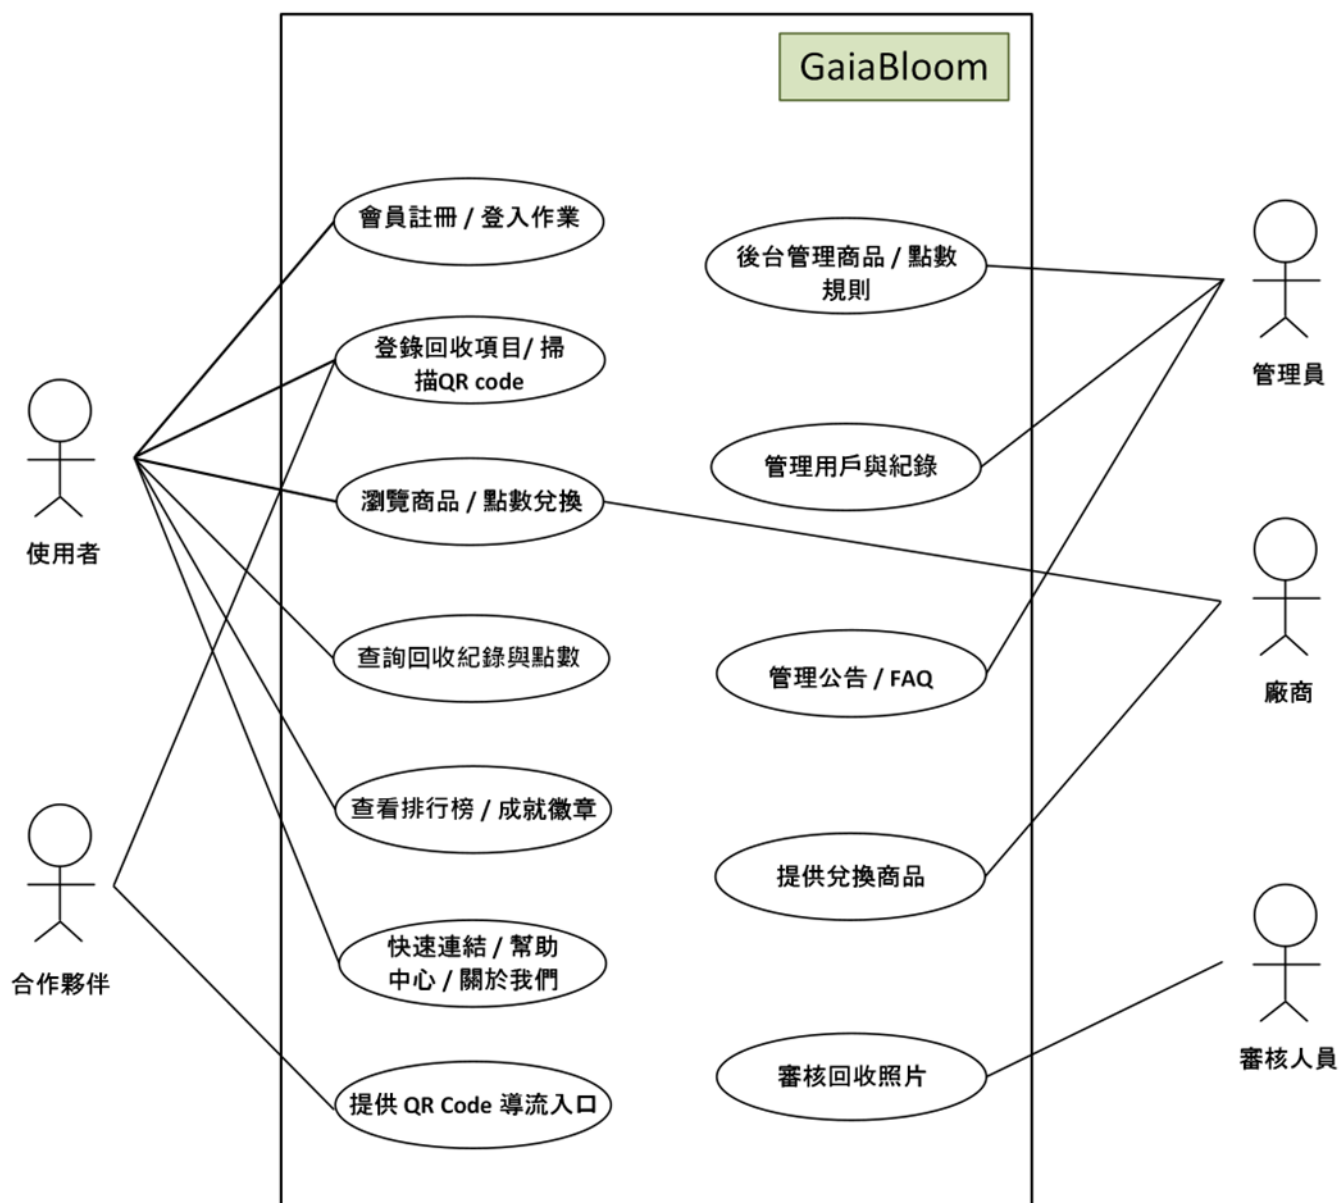 GaiaBloom
會員註冊 / 登入作業
登錄回收項目/ 掃
描QR code
瀏覽商品 / 點數兌換
查詢回收紀錄與點數
查看排行榜 / 成就徽章
快速連結 / 幫助
中心 / 關於我們
提供 QR Code 導流入口
後台管理商品 / 點數
規則
管理用戶與紀錄
管理公告 / FAQ
提供兌換商品
審核回收照片
使用者
合作夥伴
管理員
廠商
審核人員